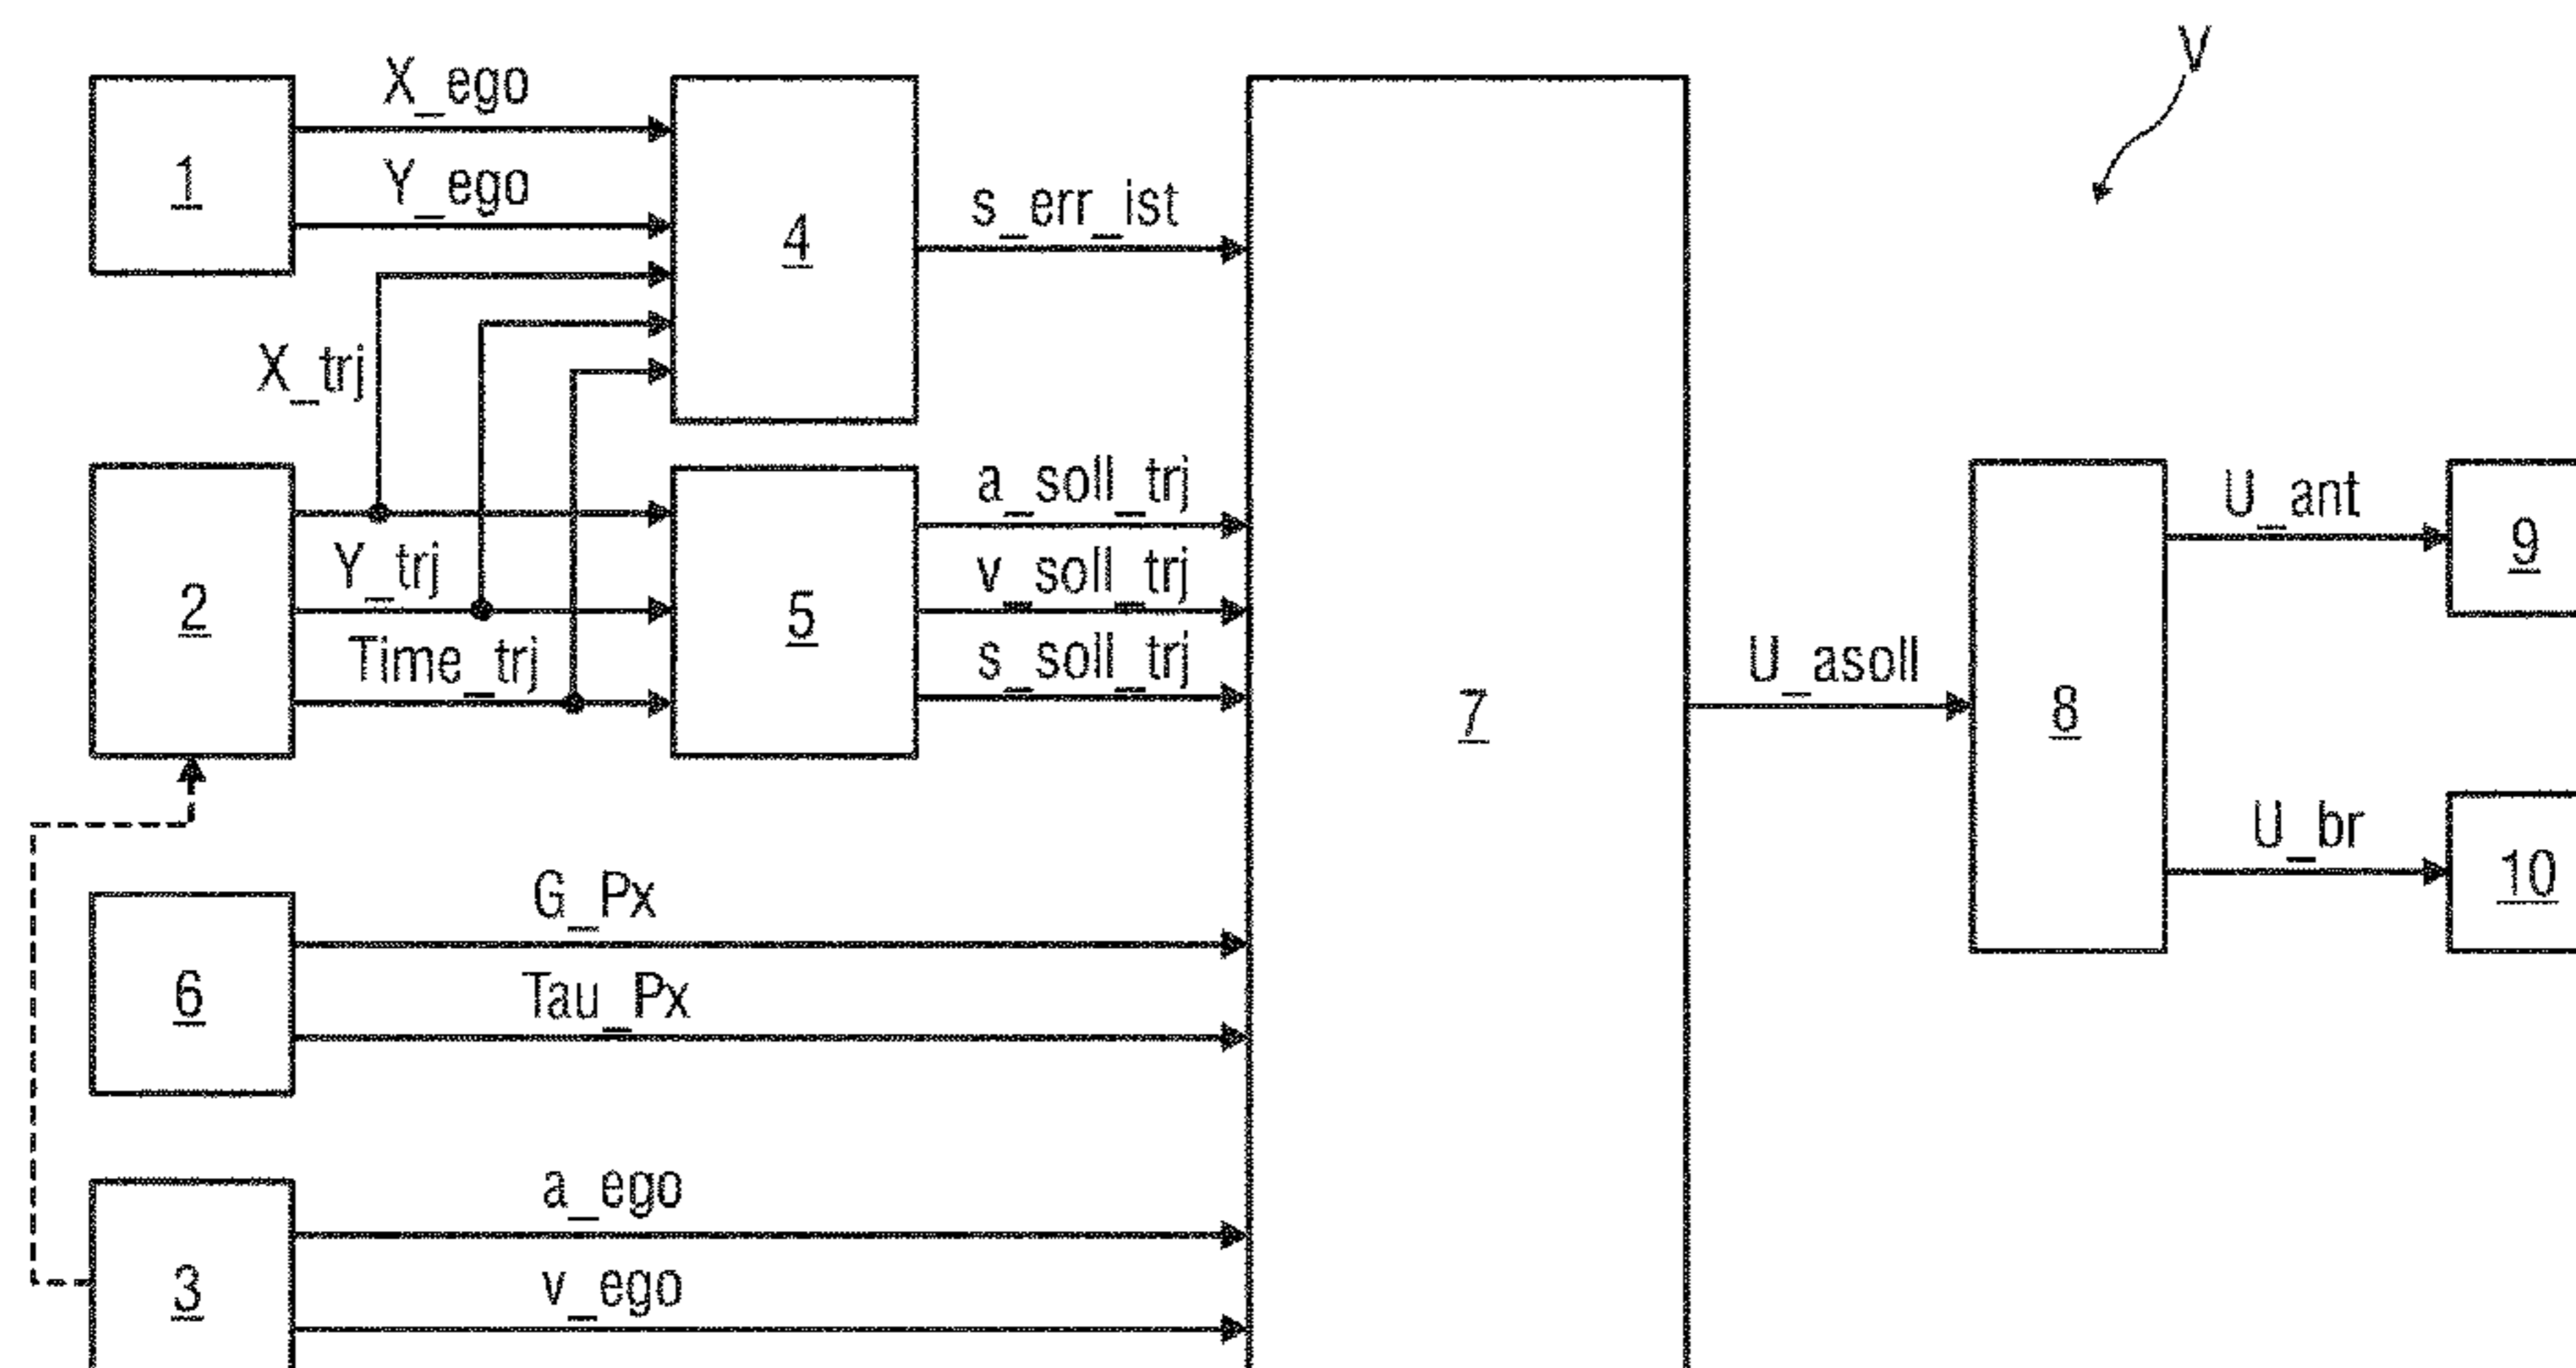 V
X_ego
1
Y_ego
4
s_err_ist
X_trj
a_soll_trj
U_ant
9
2
Y_trj
5
v_soll_trj
Time_trj
s_soll_trj
7
U_asoll
8
U_br
10
G_Px
6
Tau_Px
a_ego
3
v_ego